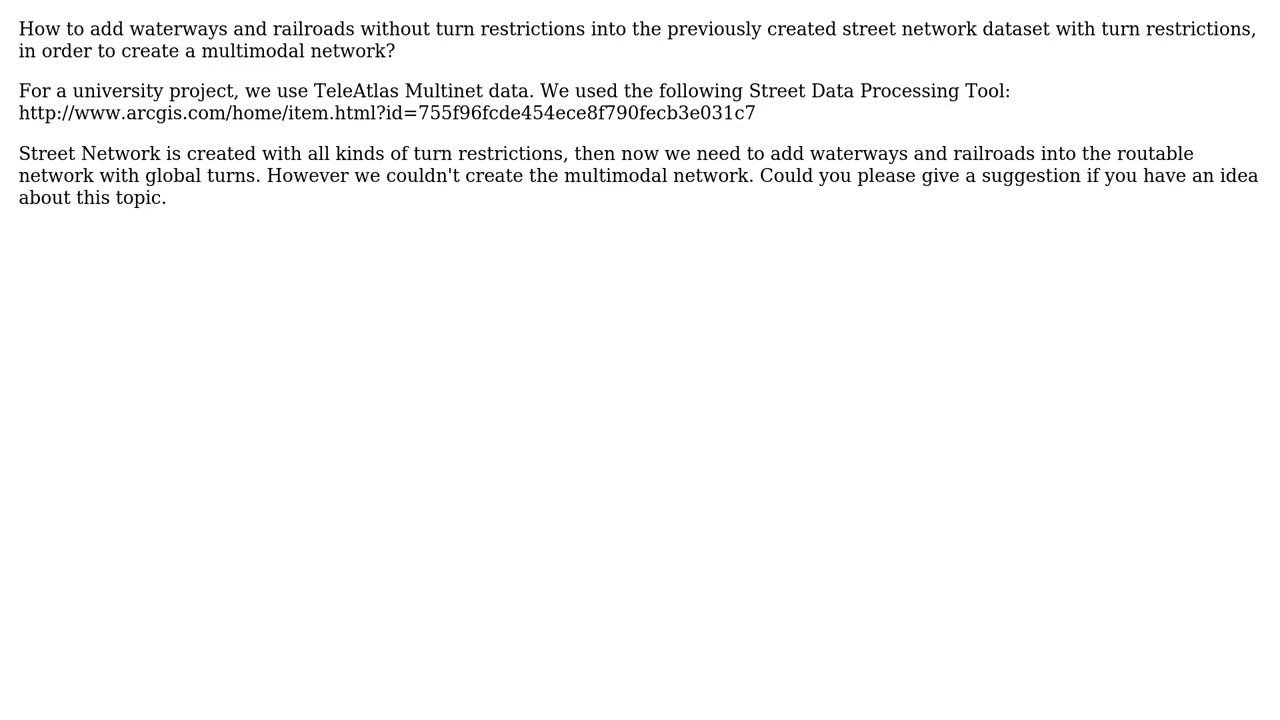 How to add waterways and railroads without turn restrictions into the previously created street network dataset with turn restrictions,
in order to create a multimodal network?
For a university project, we use TeleAtlas Multinet data. We used the following Street Data Processing Tool:
http://www.arcgis.com/home/item.html?id=755f96fcde454ece8f790fecb3e031c7
Street Network is created with all kinds of turn restrictions, then now we need to add waterways and railroads into the routable
network with global turns. However we couldn't create the multimodal network. Could you please give a suggestion if you have an idea
about this topic.